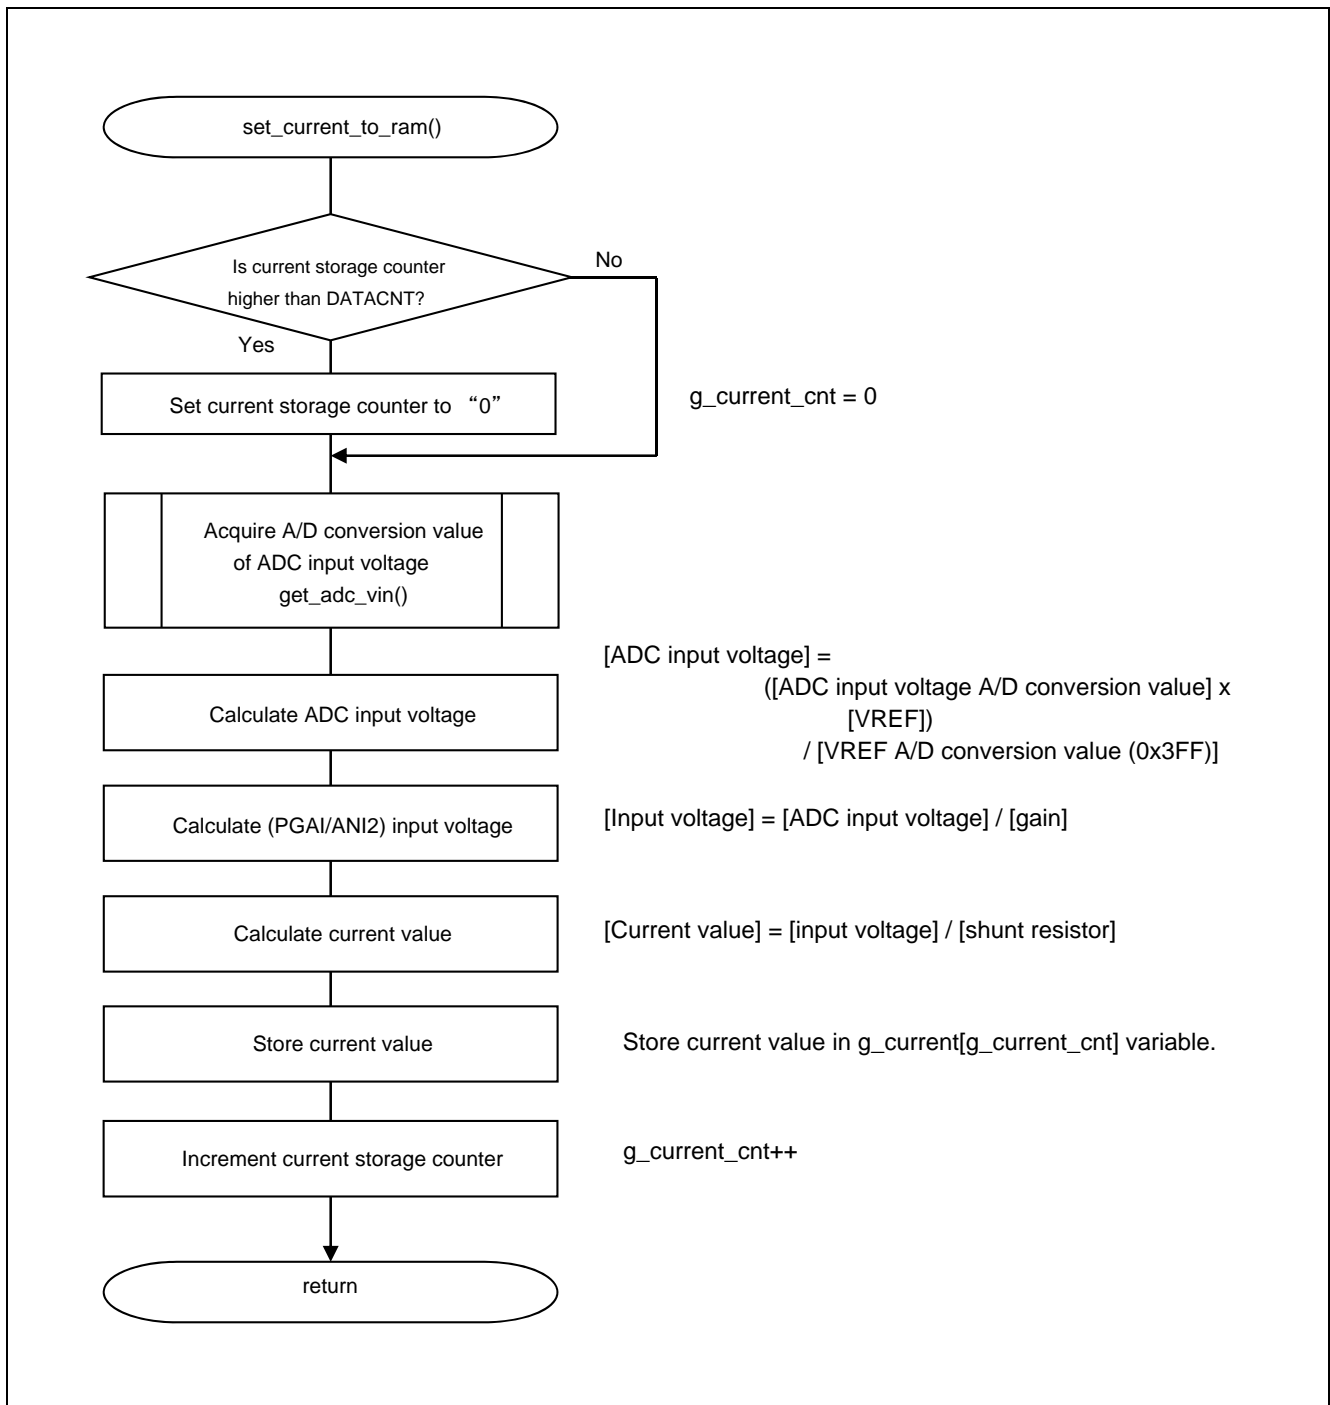 set_current_to_ram()
Is current storage counter
higher than DATACNT?
No
Yes
Set current storage counter to “0”
g_current_cnt = 0
Acquire A/D conversion value
of ADC input voltage
get_adc_vin()
Calculate ADC input voltage
[ADC input voltage] =
([ADC input voltage A/D conversion value] x
[VREF])
/ [VREF A/D conversion value (0x3FF)]
Calculate (PGAI/ANI2) input voltage
[Input voltage] = [ADC input voltage] / [gain]
Calculate current value
[Current value] = [input voltage] / [shunt resistor]
Store current value
Store current value in g_current[g_current_cnt] variable.
Increment current storage counter
g_current_cnt++
return